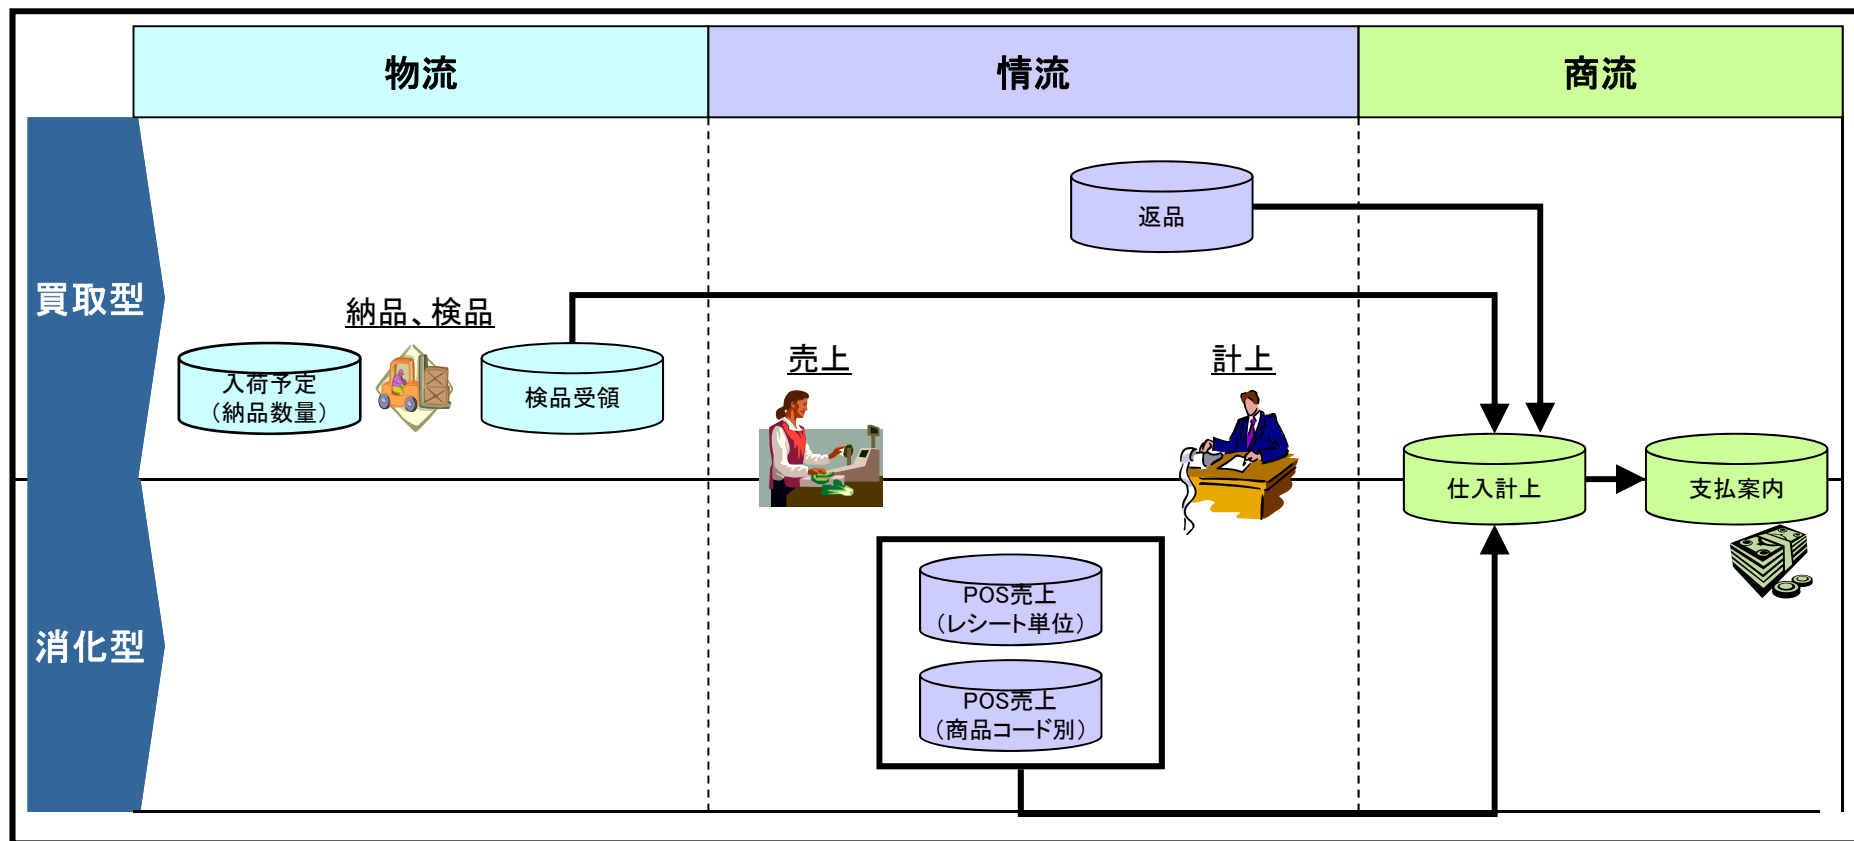 物流
情流
商流
買取型
返品
納品、検品
入荷予定
（納品数量）
検品受領
売上
計上
仕入計上
支払案内
消化型
POS売上
（レシート単位）
POS売上
（商品コード別）